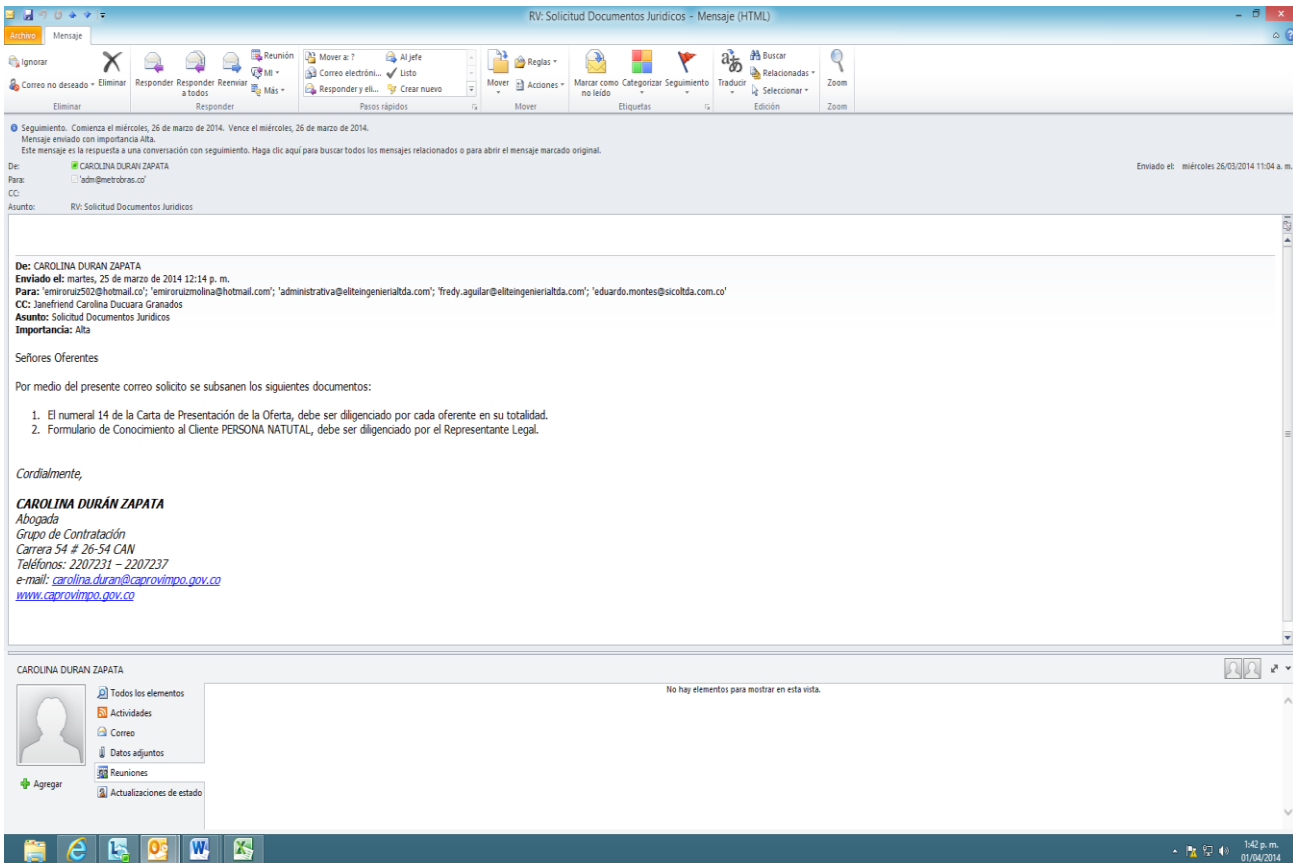 RV: Solicitud Documentos Juridicos - Mensaje (HTML)
Archivo Mensaje
Ignorar
Correo no deseado
Eliminar
Eliminar
Responder
Responder a todos
Reenviar
Reunión
MI
Más
Responder
Mover a: ?
Al jefe
Correo electróni...
Listo
Responder y eli...
Crear nuevo
Pasos rápidos
Mover
Reglas
Acciones
Mover
Marcar como no leído
Categorizar
Seguimiento
Etiquetas
Traducir
Buscar
Relacionadas
Seleccionar
Edición
Zoom
Zoom
Seguimiento. Comienza el miércoles, 26 de marzo de 2014. Vence el miércoles, 26 de marzo de 2014.
Mensaje enviado con importancia Alta.
Este mensaje es la respuesta a una conversación con seguimiento. Haga clic aquí para buscar todos los mensajes relacionados o para abrir el mensaje marcado original.
De: CAROLINA DURAN ZAPATA Enviado el: miércoles 26/03/2014 11:04 a. m.
Para: 'adm@metrobras.co'
CC:
Asunto: RV: Solicitud Documentos Juridicos
De: CAROLINA DURAN ZAPATA
Enviado el: martes, 25 de marzo de 2014 12:14 p. m.
Para: 'emiroruiz502@hotmail.co'; 'emiroruizmolina@hotmail.com'; 'administrativa@eliteingenierialtda.com'; 'fredy.aguilar@eliteingenierialtda.com'; 'eduardo.montes@sicoltda.com.co'
CC: Janefriend Carolina Ducuara Granados
Asunto: Solicitud Documentos Juridicos
Importancia: Alta
Señores Oferentes
Por medio del presente correo solicito se subsanen los siguientes documentos:
1. El numeral 14 de la Carta de Presentación de la Oferta, debe ser diligenciado por cada oferente en su totalidad.
2. Formulario de Conocimiento al Cliente PERSONA NATUTAL, debe ser diligenciado por el Representante Legal.
Cordialmente,
CAROLINA DURÁN ZAPATA
Abogada
Grupo de Contratación
Carrera 54 # 26-54 CAN
Teléfonos: 2207231 – 2207237
e-mail: carolina.duran@caprovimpo.gov.co
www.caprovimpo.gov.co
CAROLINA DURAN ZAPATA
Todos los elementos
Actividades
Correo
Datos adjuntos
Reuniones
Actualizaciones de estado
Agregar
No hay elementos para mostrar en esta vista.
1:42 p. m.
01/04/2014